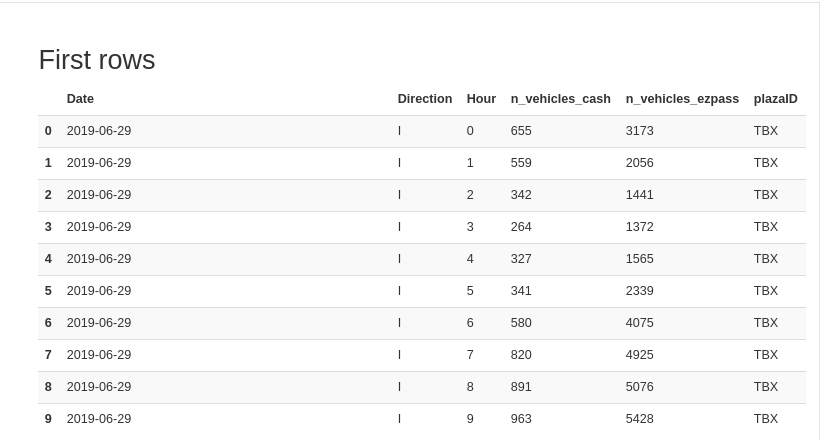 First rows
Date Direction Hour n_vehicles_cash n_vehicles_ezpass plazaID
0 2019-06-29 I 0 655 3173 TBX
1 2019-06-29 I 1 559 2056 TBX
2 2019-06-29 I 2 342 1441 TBX
3 2019-06-29 I 3 264 1372 TBX
4 2019-06-29 I 4 327 1565 TBX
5 2019-06-29 I 5 341 2339 TBX
6 2019-06-29 I 6 580 4075 TBX
7 2019-06-29 I 7 820 4925 TBX
8 2019-06-29 I 8 891 5076 TBX
9 2019-06-29 I 9 963 5428 TBX